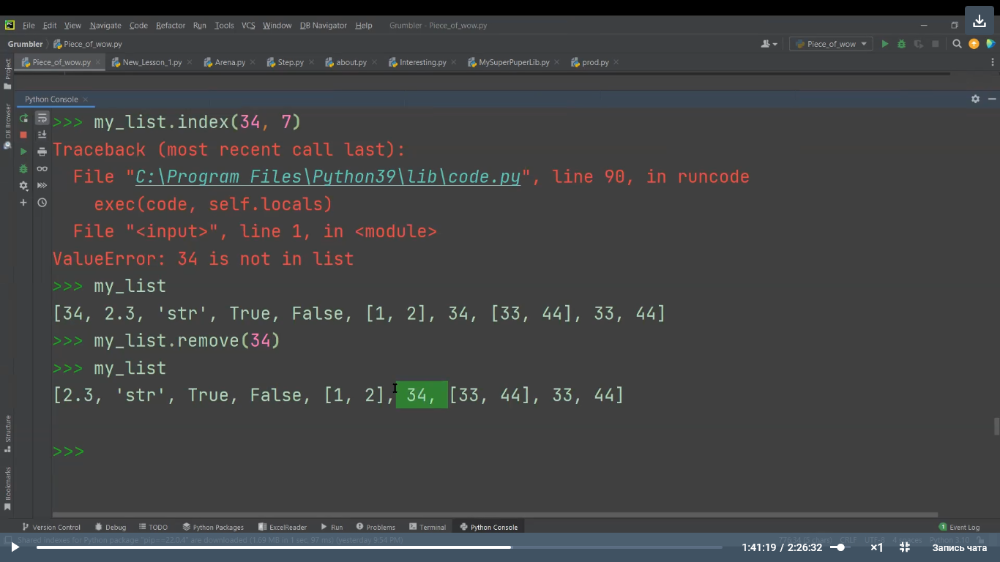 File Edit View Navigate Code Refactor Run Tools VCS Window DB Navigator Help Grumbler - Piece_of_wow.py
Grumbler Piece_of_wow.py Piece_of_wow
Piece_of_wow.py New_Lesson_1.py Arena.py Step.py about.py Interesting.py MySuperPuperLib.py prod.py
Project
DB Browser
Structure
Bookmarks
Python Console
>>> my_list.index(34, 7)
Traceback (most recent call last):
File "C:\Program Files\Python39\lib\code.py", line 90, in runcode
exec(code, self.locals)
File "<input>", line 1, in <module>
ValueError: 34 is not in list
>>> my_list
[34, 2.3, 'str', True, False, [1, 2], 34, [33, 44], 33, 44]
>>> my_list.remove(34)
>>> my_list
[2.3, 'str', True, False, [1, 2], 34, [33, 44], 33, 44]
>>>
Version Control Debug TODO Python Packages ExcelReader Run Problems Terminal Python Console 1 Event Log
Shared indexes for Python package "pip==22.0.4" are downloaded (1.69 MB in 1 sec, 97 ms) (yesterday 9:54 PM) CRLF UTF-8 4 spaces Python 3.10
1:41:19 / 2:26:32 ×1 Запись чата